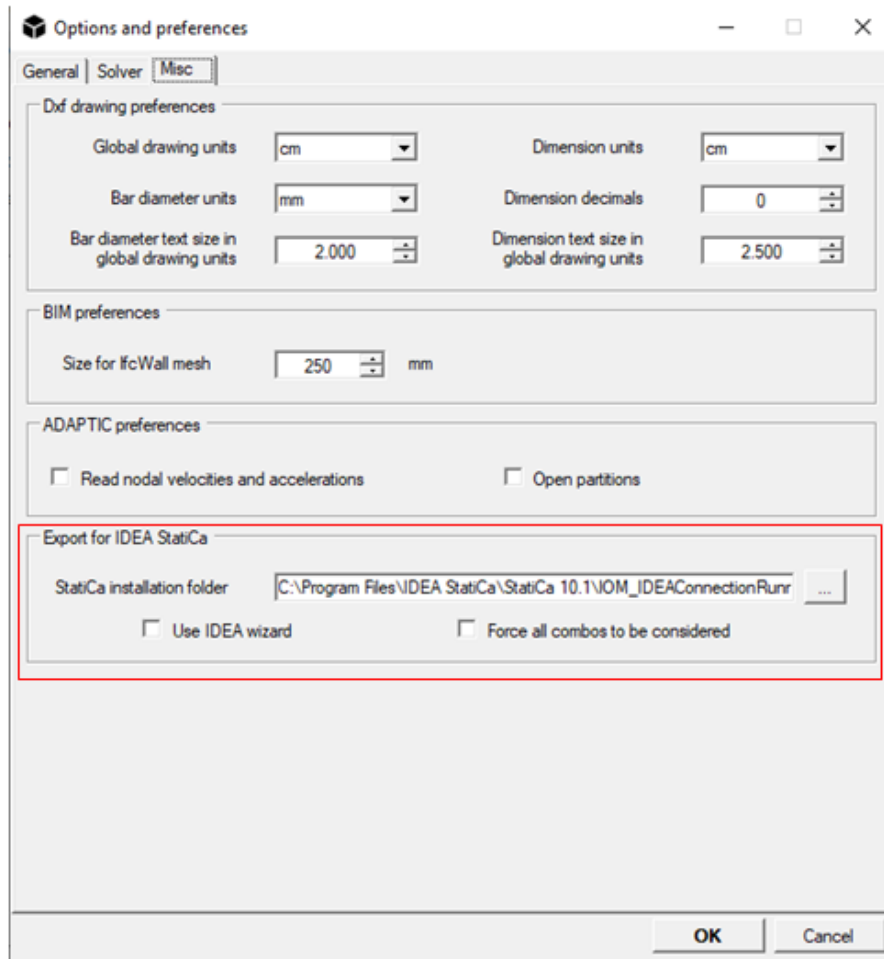 Options and preferences
General Solver Misc
Dxf drawing preferences
Global drawing units cm Dimension units cm
Bar diameter units mm Dimension decimals 0
Bar diameter text size in global drawing units 2.000 Dimension text size in global drawing units 2.500
BIM preferences
Size for IfcWall mesh 250 mm
ADAPTIC preferences
Read nodal velocities and accelerations Open partitions
Export for IDEA StatiCa
StatiCa installation folder C:\Program Files\IDEA StatiCa\StatiCa 10.1\IOM_IDEAConnectionRunr ...
Use IDEA wizard Force all combos to be considered
OK Cancel